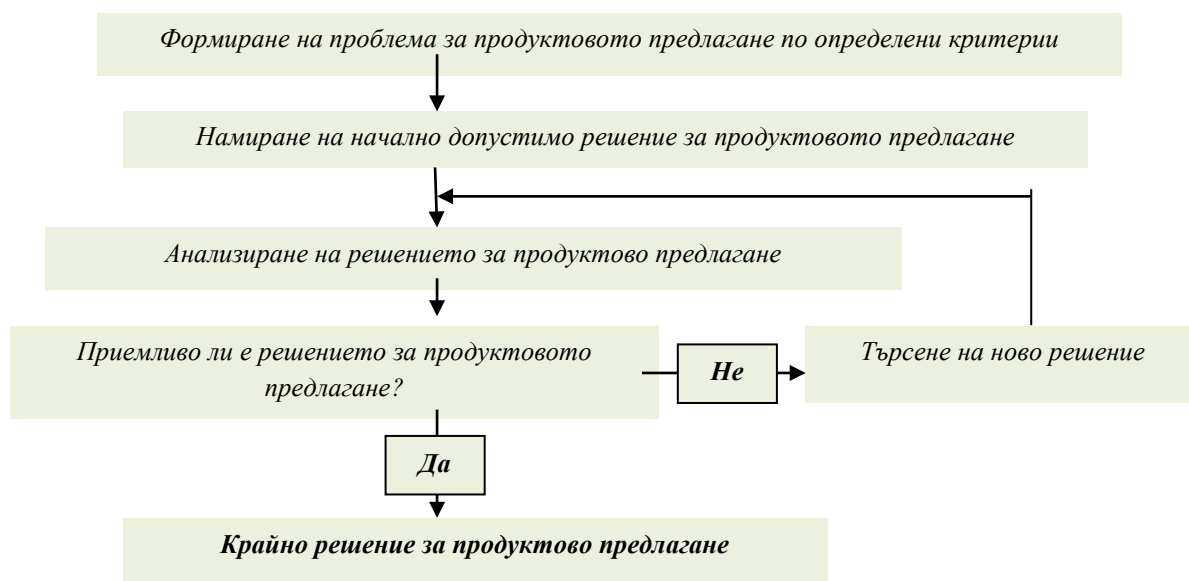 Формиране на проблема за продуктовото предлагане по определени критерии
Намиране на начално допустимо решение за продуктовото предлагане
Анализиране на решението за продуктово предлагане
Приемливо ли е решението за продуктовото
предлагане?
Не
Търсене на ново решение
Да
Крайно решение за продуктово предлагане